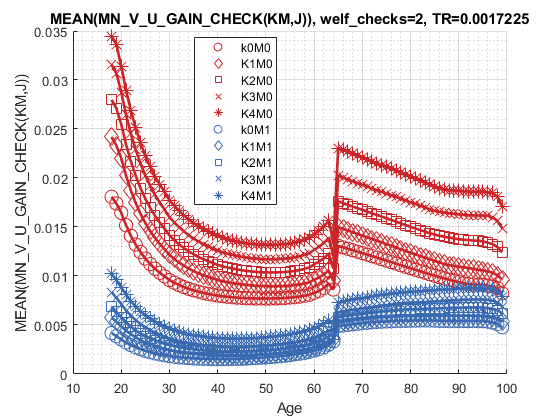 MEAN(MN_V_U_GAIN_CHECK(KM,J)), welf_checks=2, TR=0.0017225
MEAN(MN_V_U_GAIN_CHECK(KM,J))
0.035
0.03
0.025
0.02
0.015
0.01
0.005
0
k0M0
K1M0
K2M0
K3M0
K4M0
k0M1
K1M1
K2M1
K3M1
K4M1
10
20
30
40
50
60
70
80
90
100
Age